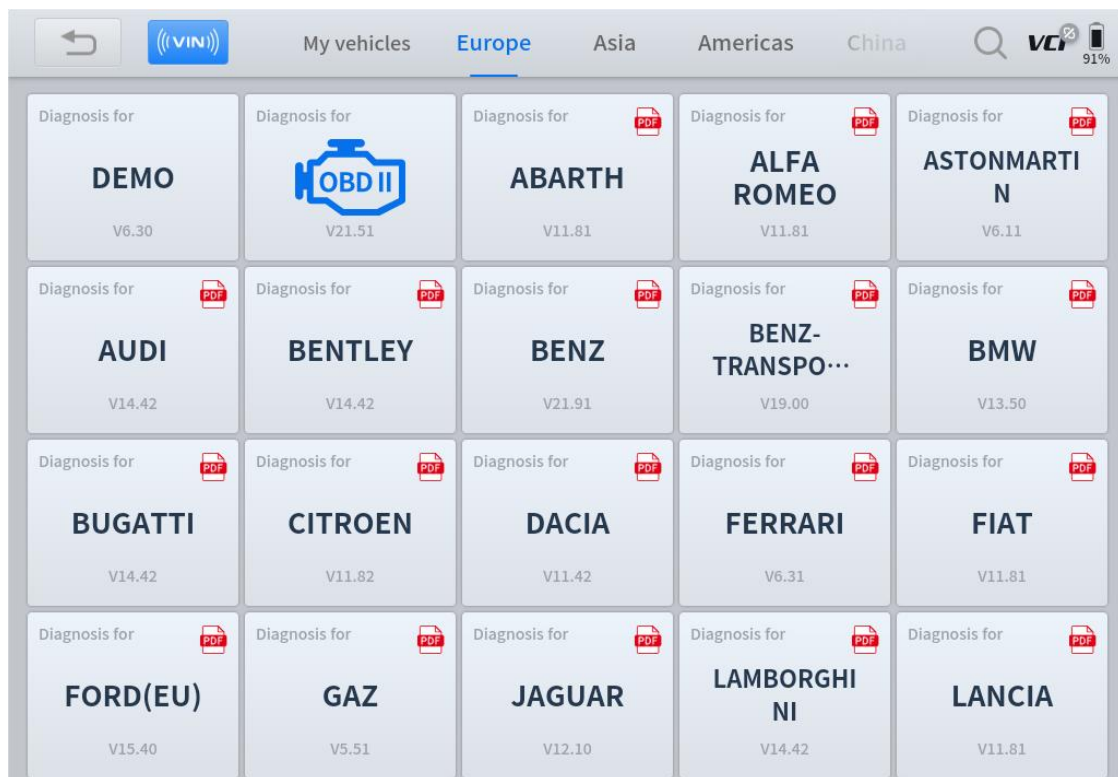 VIN My vehicles Europe Asia Americas China VCI 91%
Diagnosis for
DEMO
V6.30
Diagnosis for
OBD II
V21.51
Diagnosis for PDF
ABARTH
V11.81
Diagnosis for PDF
ALFA
ROMEO
V11.81
Diagnosis for PDF
ASTONMARTI
N
V6.11
Diagnosis for PDF
AUDI
V14.42
Diagnosis for PDF
BENTLEY
V14.42
Diagnosis for PDF
BENZ
V21.91
Diagnosis for PDF
BENZ-
TRANSPO···
V19.00
Diagnosis for PDF
BMW
V13.50
Diagnosis for PDF
BUGATTI
V14.42
Diagnosis for PDF
CITROEN
V11.82
Diagnosis for PDF
DACIA
V11.42
Diagnosis for PDF
FERRARI
V6.31
Diagnosis for PDF
FIAT
V11.81
Diagnosis for PDF
FORD(EU)
V15.40
Diagnosis for PDF
GAZ
V5.51
Diagnosis for PDF
JAGUAR
V12.10
Diagnosis for PDF
LAMBORGHI
NI
V14.42
Diagnosis for PDF
LANCIA
V11.81